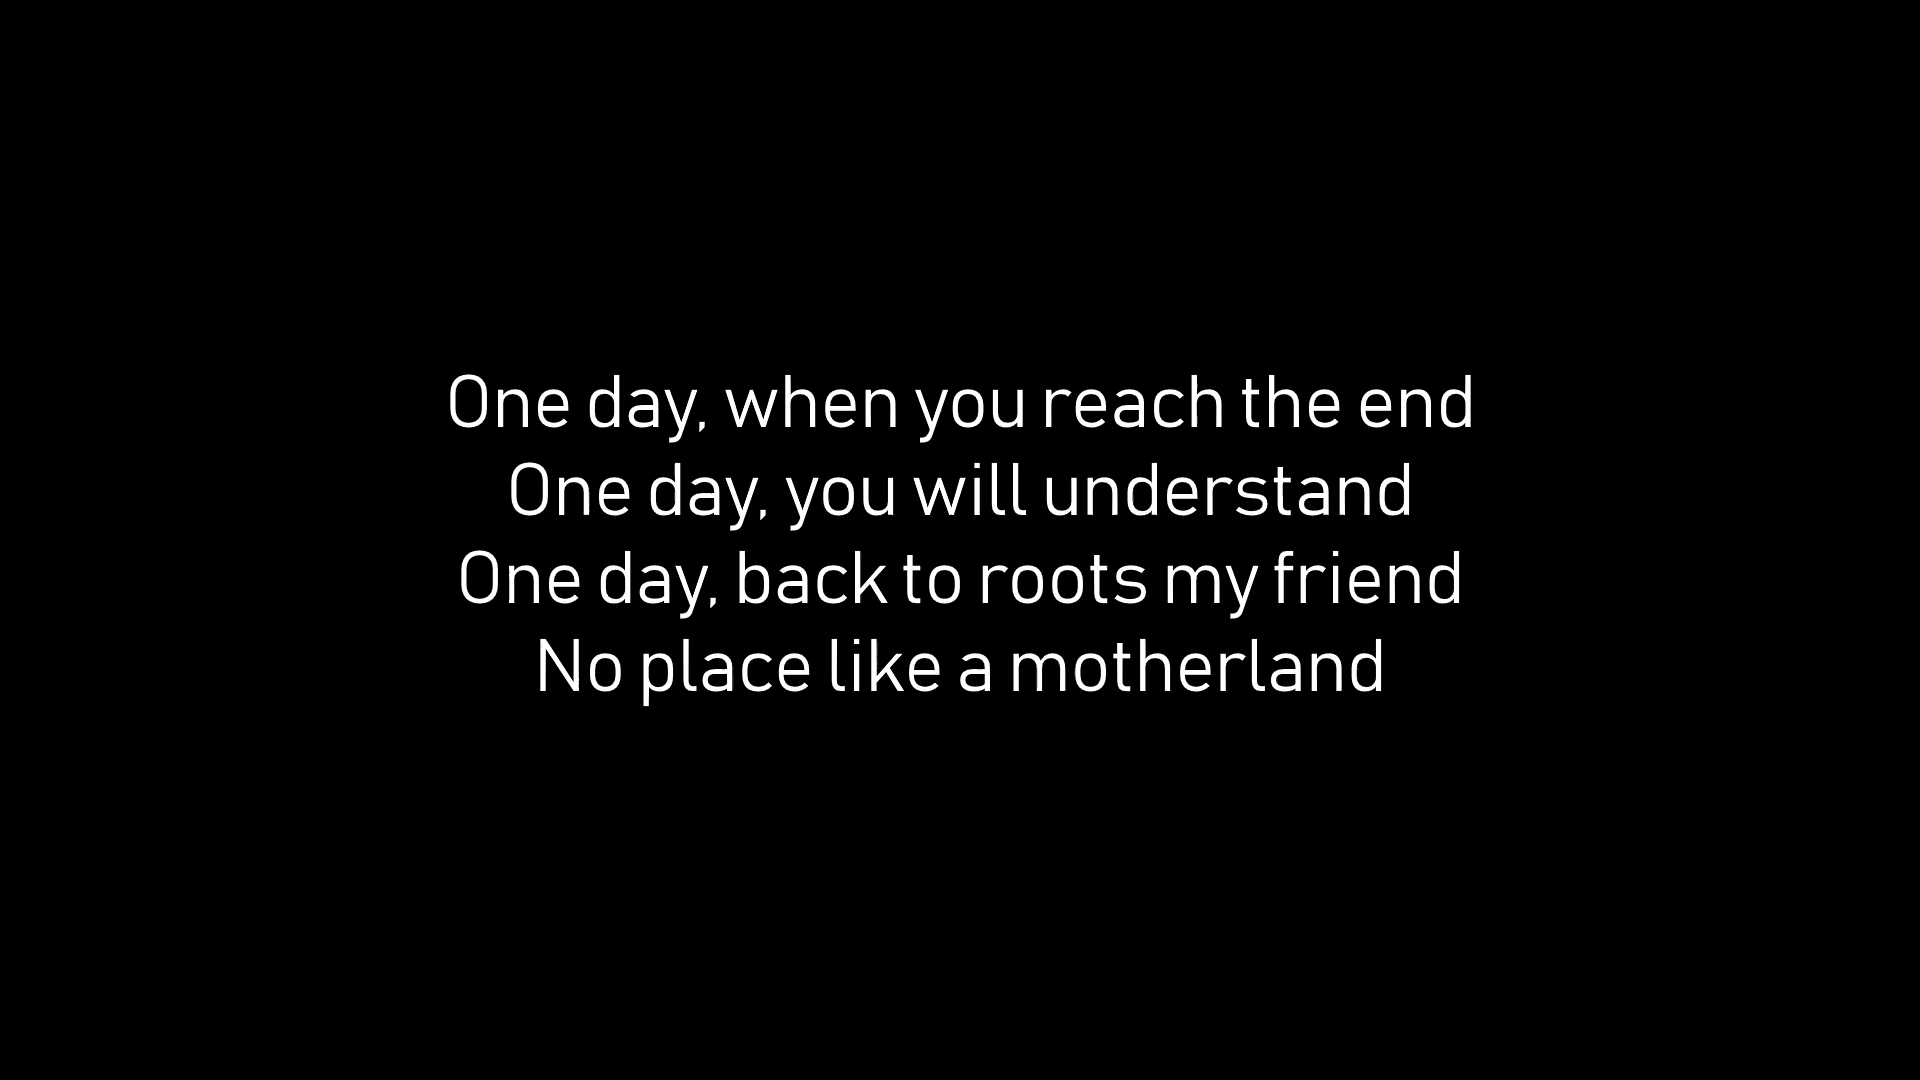 One day, when you reach the end
One day, you will understand
One day, back to roots my friend
No place like a motherland